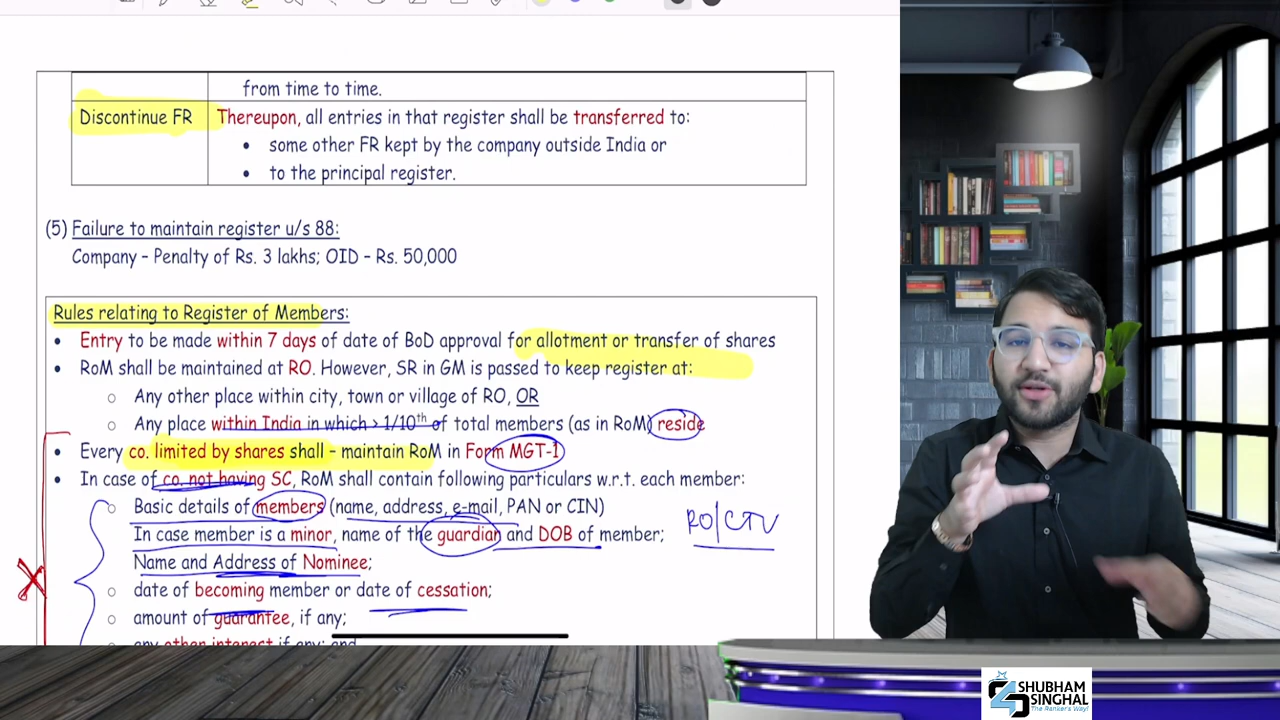 from time to time.
Discontinue FR Thereupon, all entries in that register shall be transferred to:
• some other FR kept by the company outside India or
• to the principal register.
(5) Failure to maintain register u/s 88:
Company – Penalty of Rs. 3 lakhs; OID – Rs. 50,000
Rules relating to Register of Members:
• Entry to be made within 7 days of date of BoD approval for allotment or transfer of shares
• RoM shall be maintained at RO. However, SR in GM is passed to keep register at:
o Any other place within city, town or village of RO, OR
o Any place within India in which > 1/10th of total members (as in RoM) reside
• Every co. limited by shares shall – maintain RoM in Form MGT-1
• In case of co. not having SC, RoM shall contain following particulars w.r.t. each member:
o Basic details of members (name, address, e-mail, PAN or CIN)
In case member is a minor, name of the guardian and DOB of member;
RO/CTV
Name and Address of Nominee;
o date of becoming member or date of cessation;
o amount of guarantee, if any;
any other interest if any; and
SHUBHAM
SINGHAL
The Ranker's Way!